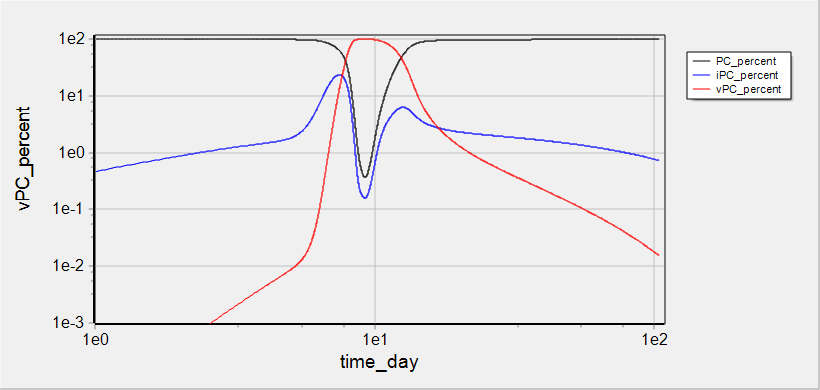 1e2
1e1
1e0
1e-1
1e-2
1e-3
vPC_percent
1e0
1e1
1e2
time_day
PC_percent
iPC_percent
vPC_percent